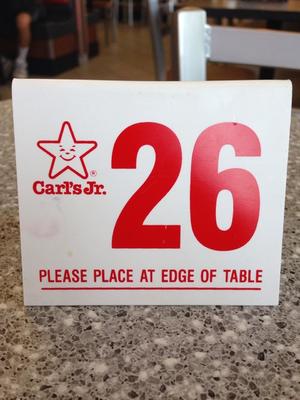 26
Carl's Jr.®
PLEASE PLACE AT EDGE OF TABLE